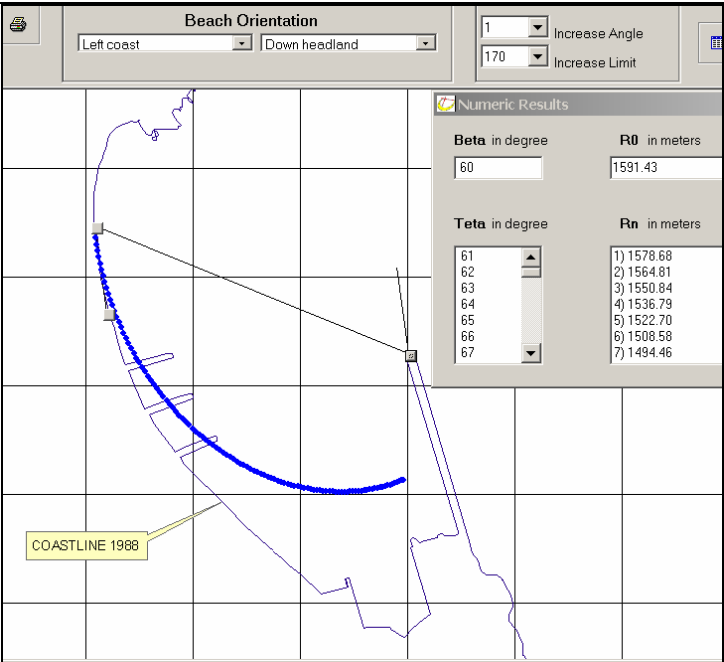 Beach Orientation
Left coast
Down headland
1
Increase Angle
170
Increase Limit
Numeric Results
Beta in degree
R0 in meters
60
1591.43
Teta in degree
Rn in meters
61
62
63
64
65
66
67
1) 1578.68
2) 1564.81
3) 1550.84
4) 1536.79
5) 1522.70
6) 1508.58
7) 1494.46
COASTLINE 1988